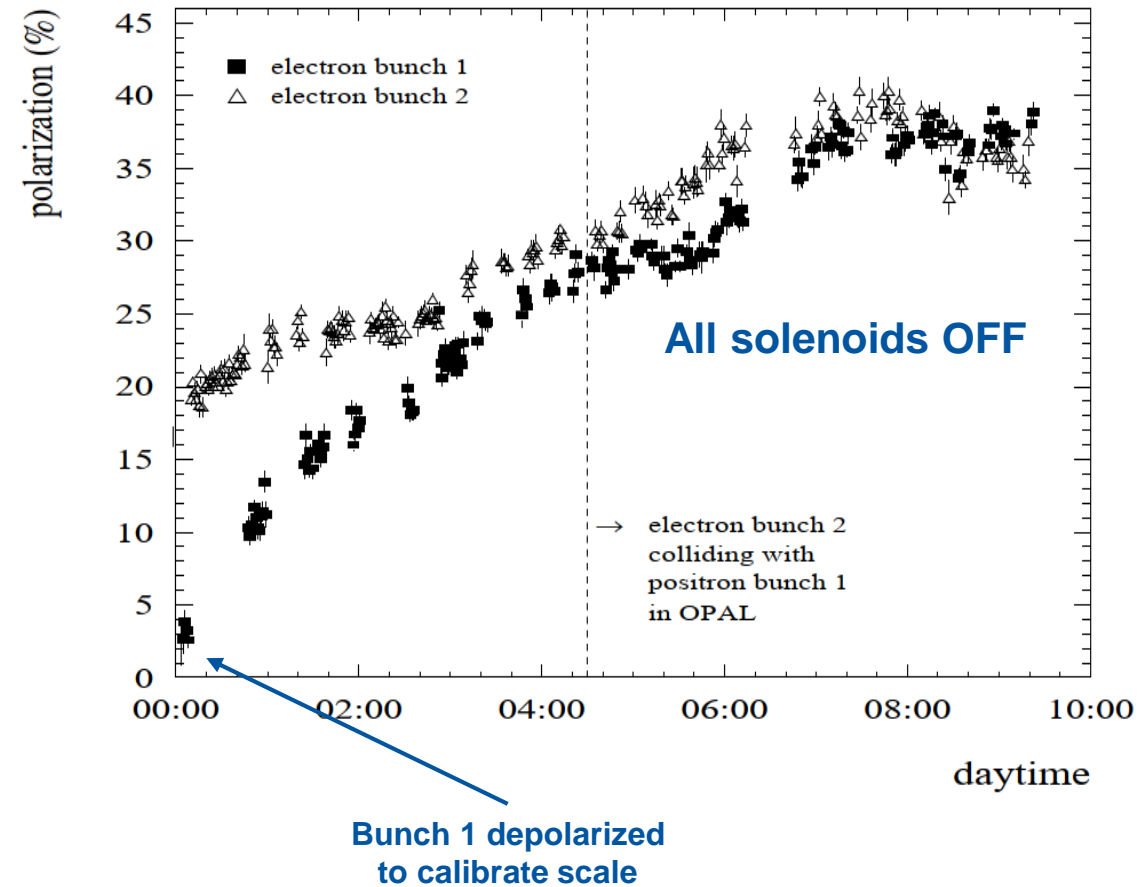 polarization (%)
45
40
35
30
25
20
15
10
5
0
electron bunch 1
electron bunch 2
All solenoids OFF
→ electron bunch 2
colliding with
positron bunch 1
in OPAL
00:00 02:00 04:00 06:00 08:00 10:00
daytime
Bunch 1 depolarized
to calibrate scale